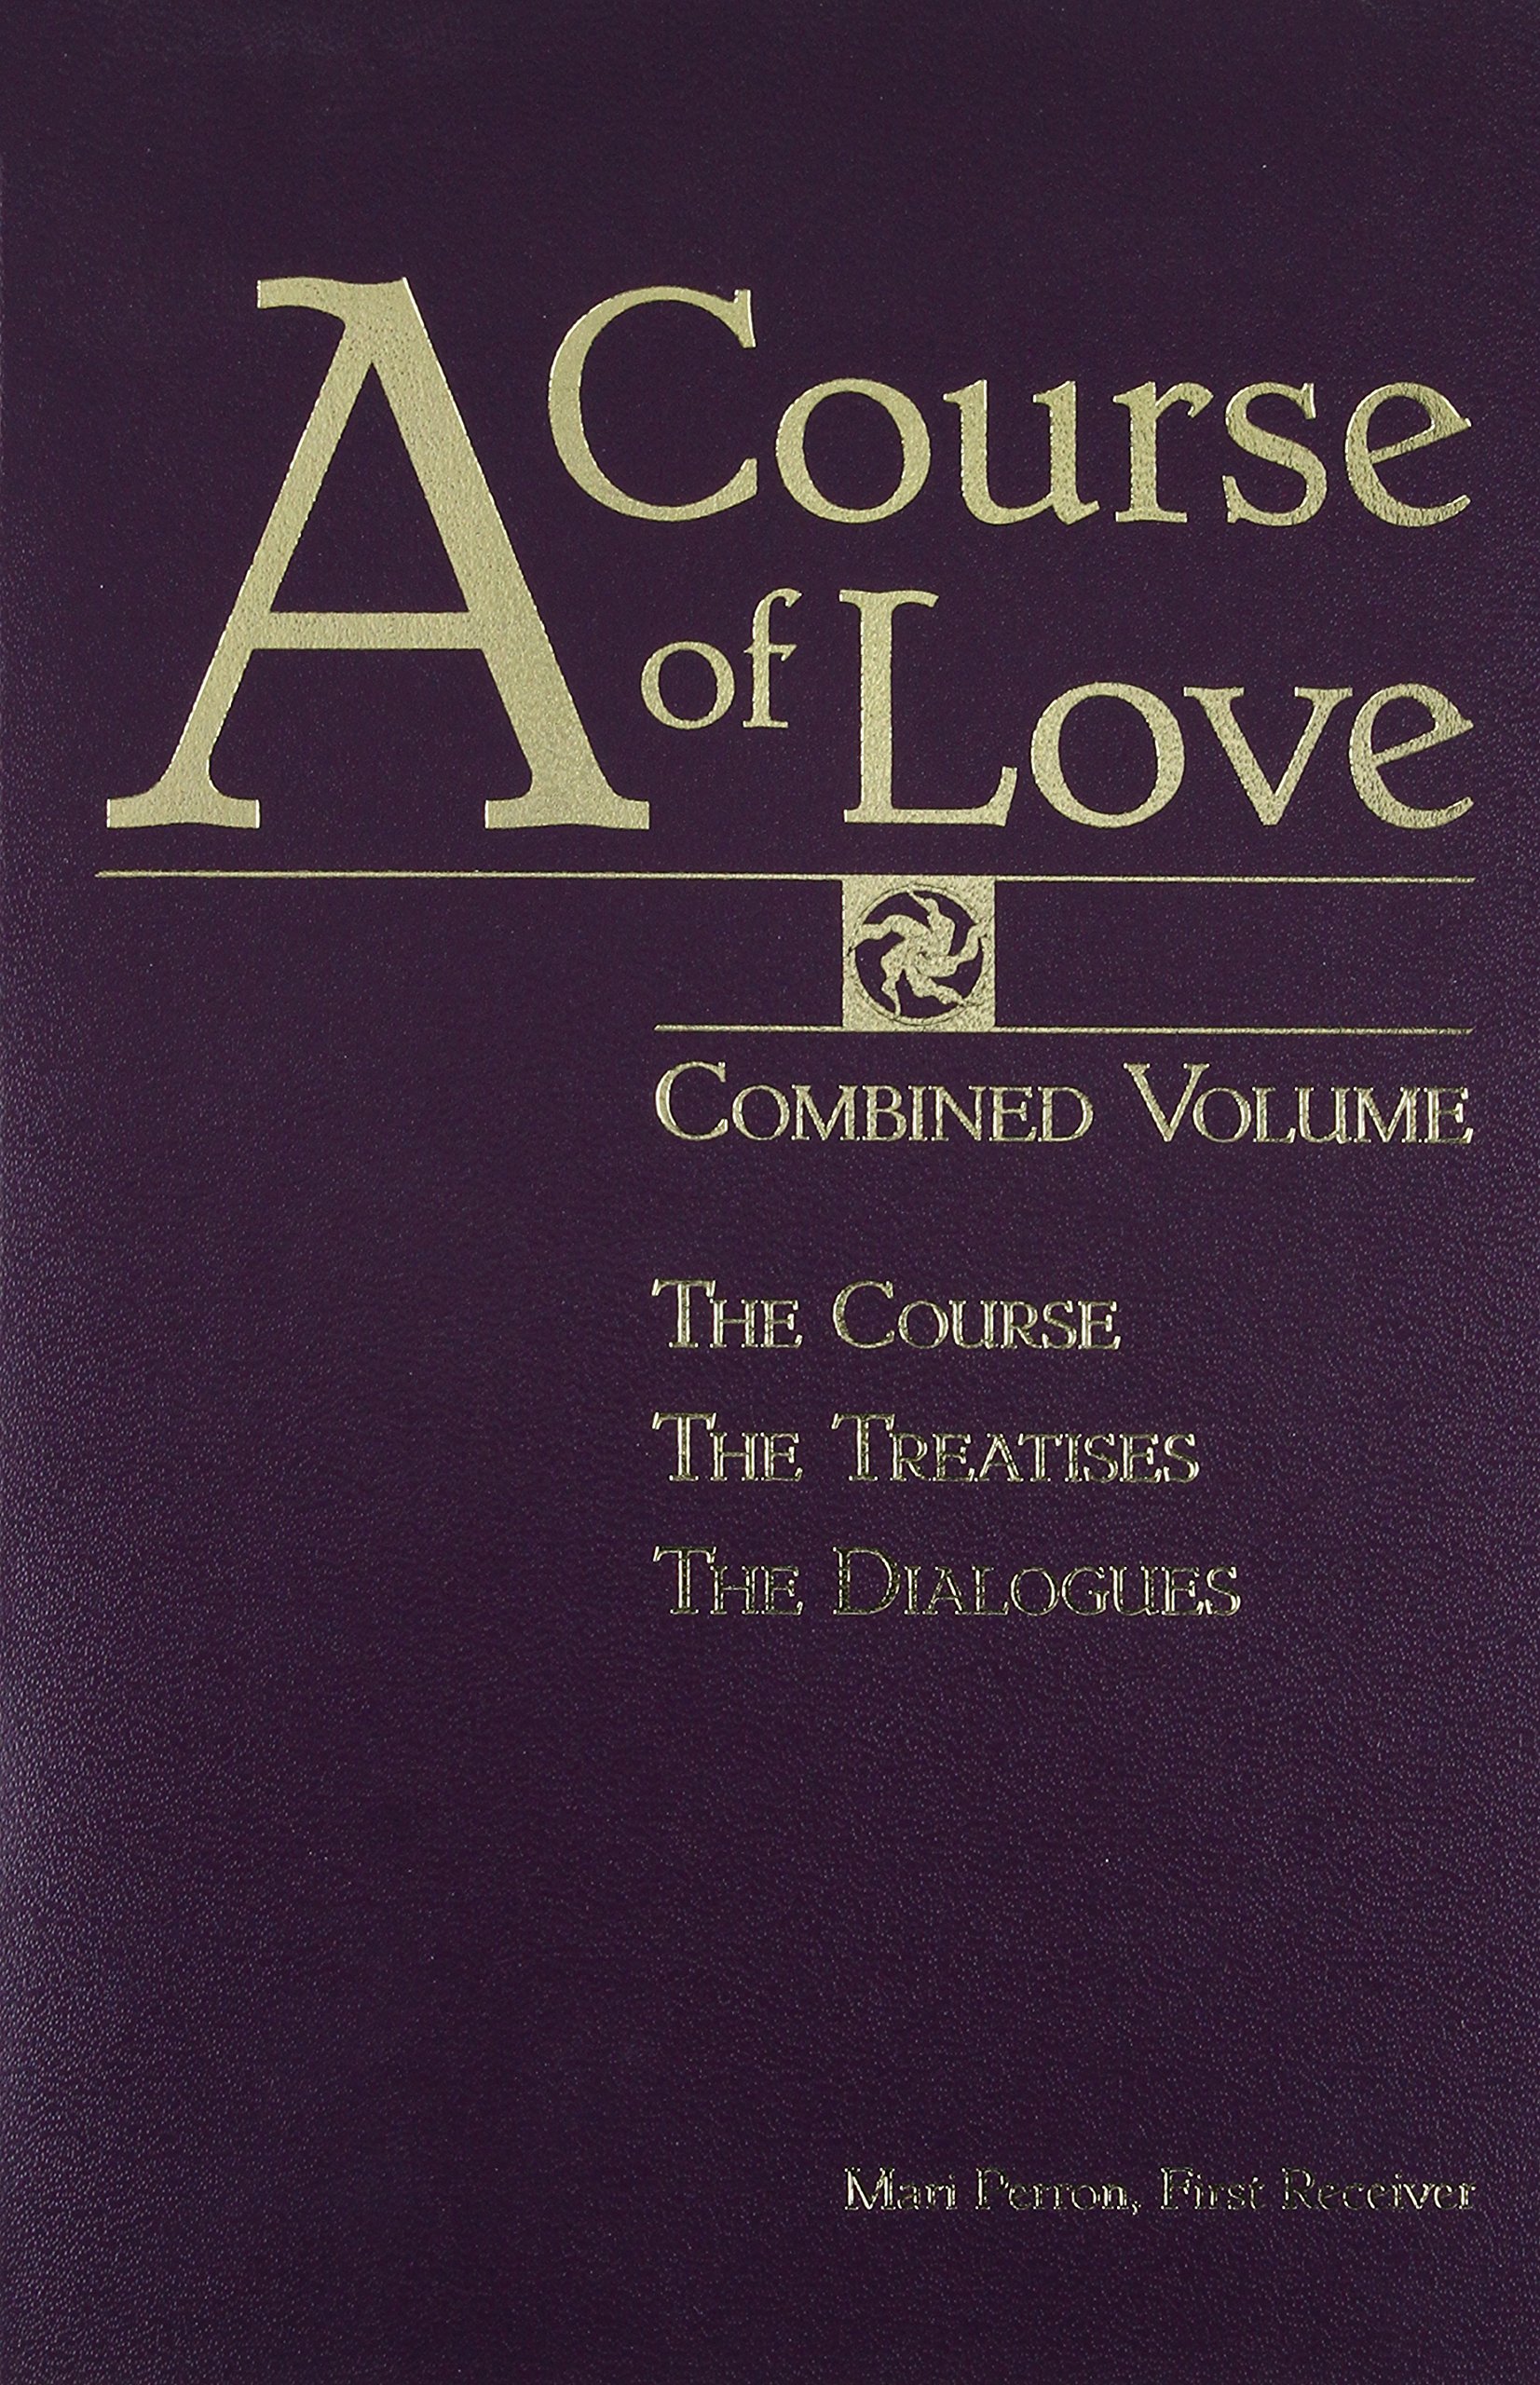 A Course
of Love
COMBINED VOLUME
THE COURSE
THE TREATISES
THE DIALOGUES
Mari Perron, First Receiver